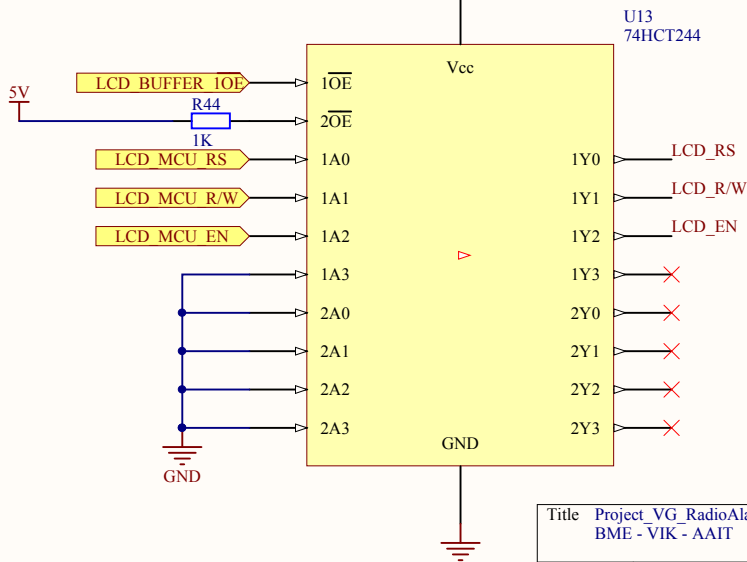 U13
74HCT244
Vcc
LCD_BUFFER_1OE
1OE
5V
R44
1K
2OE
LCD_MCU_RS
1A0
1Y0
LCD_RS
LCD_MCU_R/W
1A1
1Y1
LCD_R/W
LCD_MCU_EN
1A2
1Y2
LCD_EN
1A3
1Y3
2A0
2Y0
2A1
2Y1
2A2
2Y2
2A3
2Y3
GND
GND
Title Project_VG_RadioAla
BME - VIK - AAIT